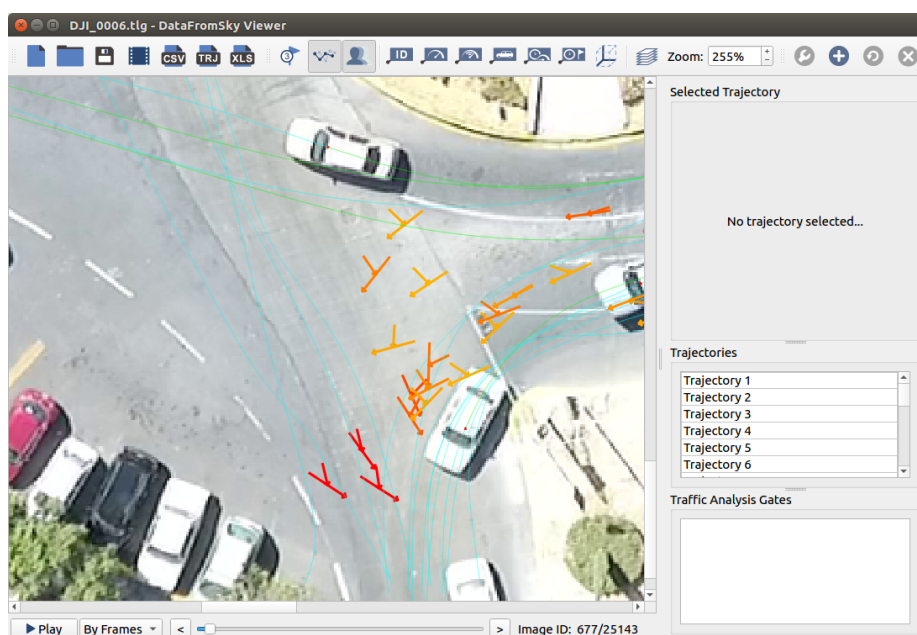 DJI_0006.tlg - DataFromSky Viewer
CSV TRJ XLS ID Zoom: 255%
Selected Trajectory
No trajectory selected...
Trajectories
Trajectory 1
Trajectory 2
Trajectory 3
Trajectory 4
Trajectory 5
Trajectory 6
Traffic Analysis Gates
Play By Frames < > Image ID: 677/25143